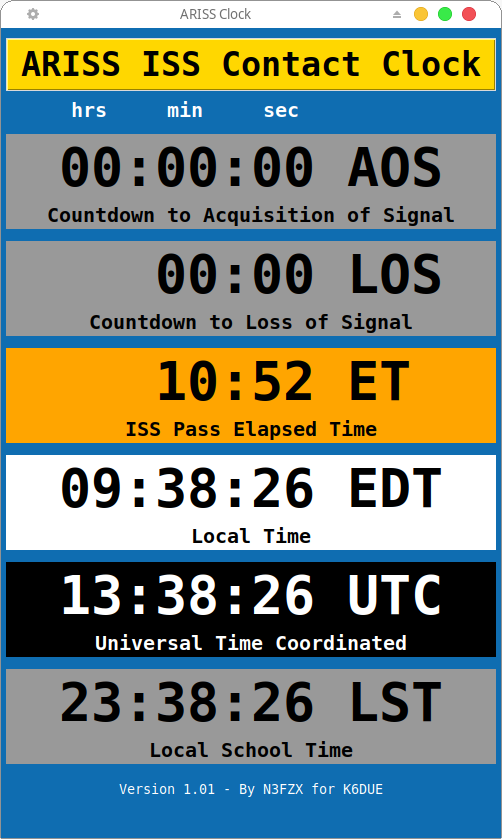 ARISS Clock
ARISS ISS Contact Clock
hrs min sec
00:00:00 AOS
Countdown to Acquisition of Signal
00:00 LOS
Countdown to Loss of Signal
10:52 ET
ISS Pass Elapsed Time
09:38:26 EDT
Local Time
13:38:26 UTC
Universal Time Coordinated
23:38:26 LST
Local School Time
Version 1.01 - By N3FZX for K6DUE